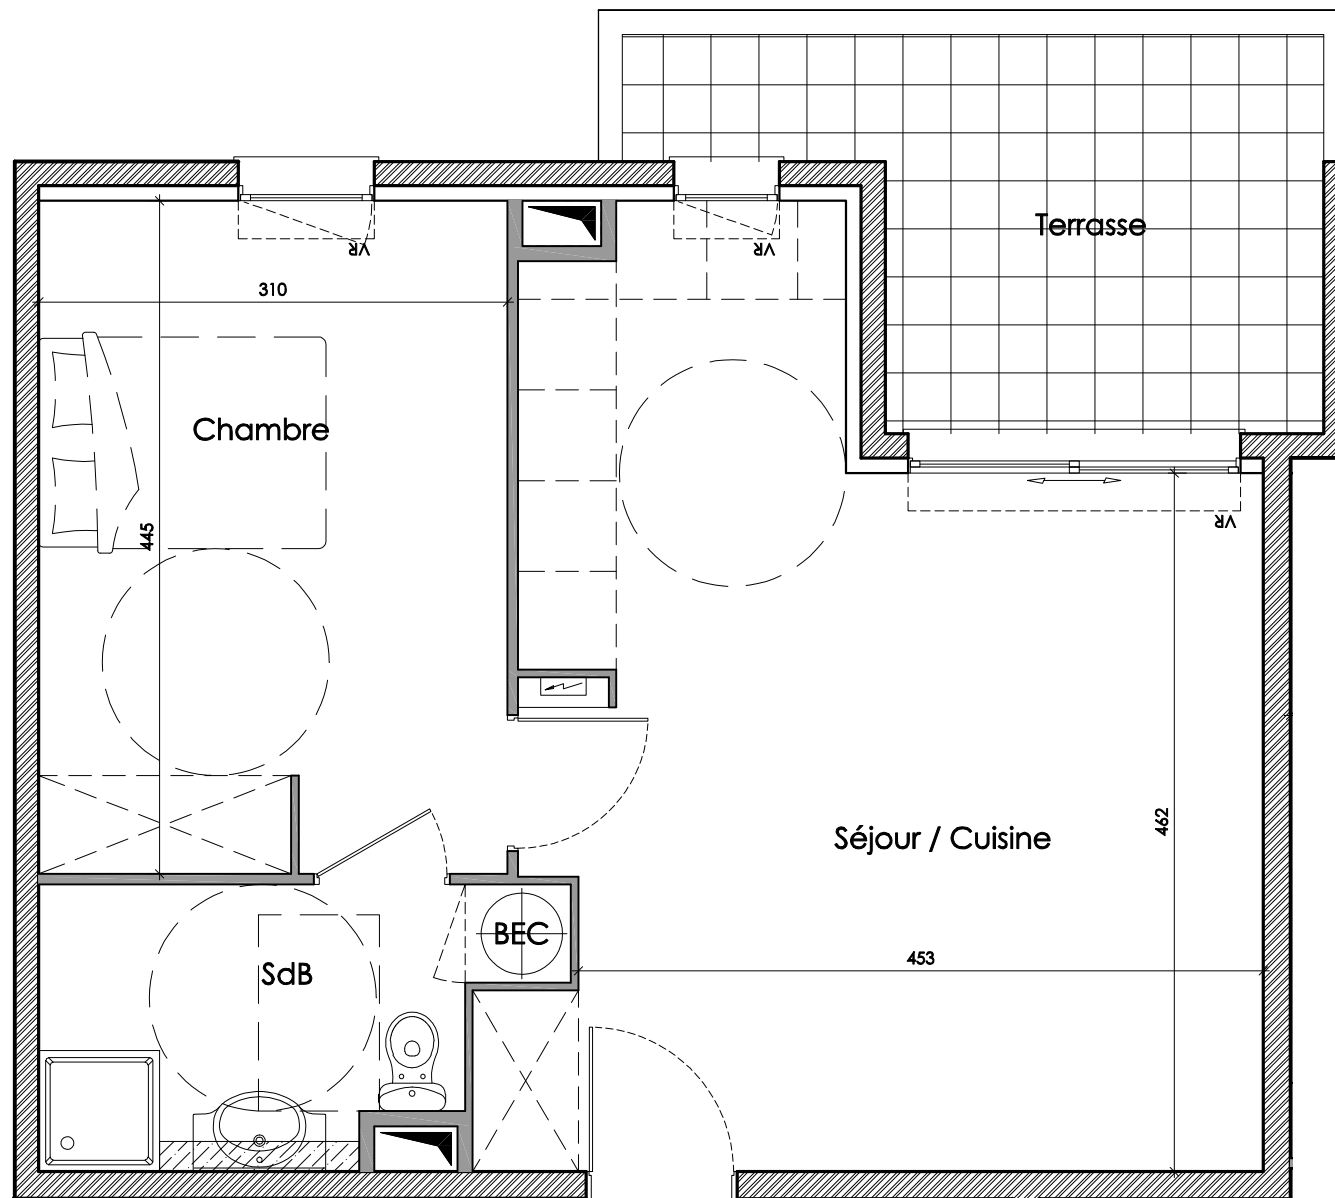 Terrasse
VR
VR
310
Chambre
445
VR
Séjour / Cuisine
462
BEC
SdB
453